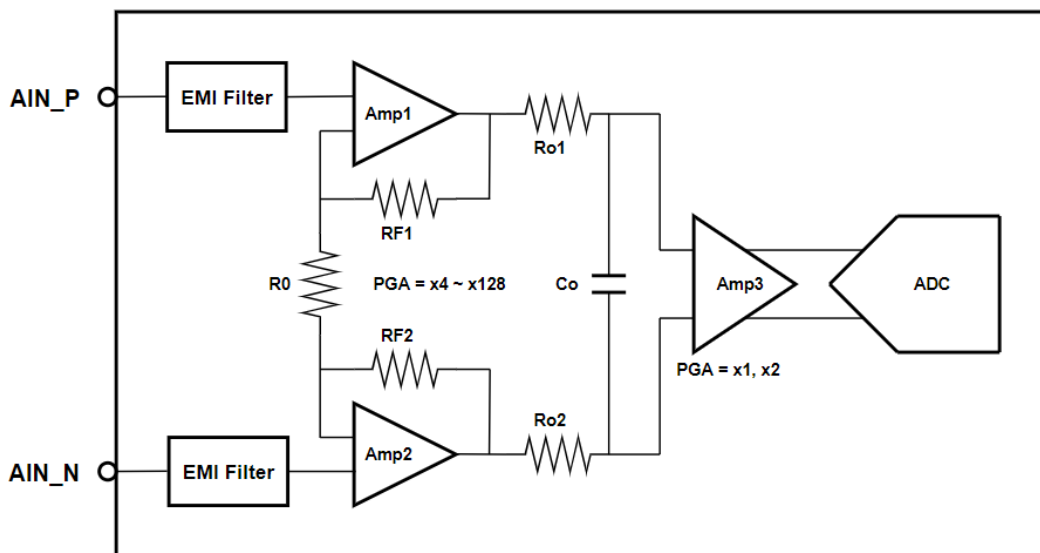 AIN_P
EMI Filter
Amp1
Ro1
RF1
R0
PGA = x4 ~ x128
Co
Amp3
ADC
RF2
PGA = x1, x2
Ro2
Amp2
AIN_N
EMI Filter